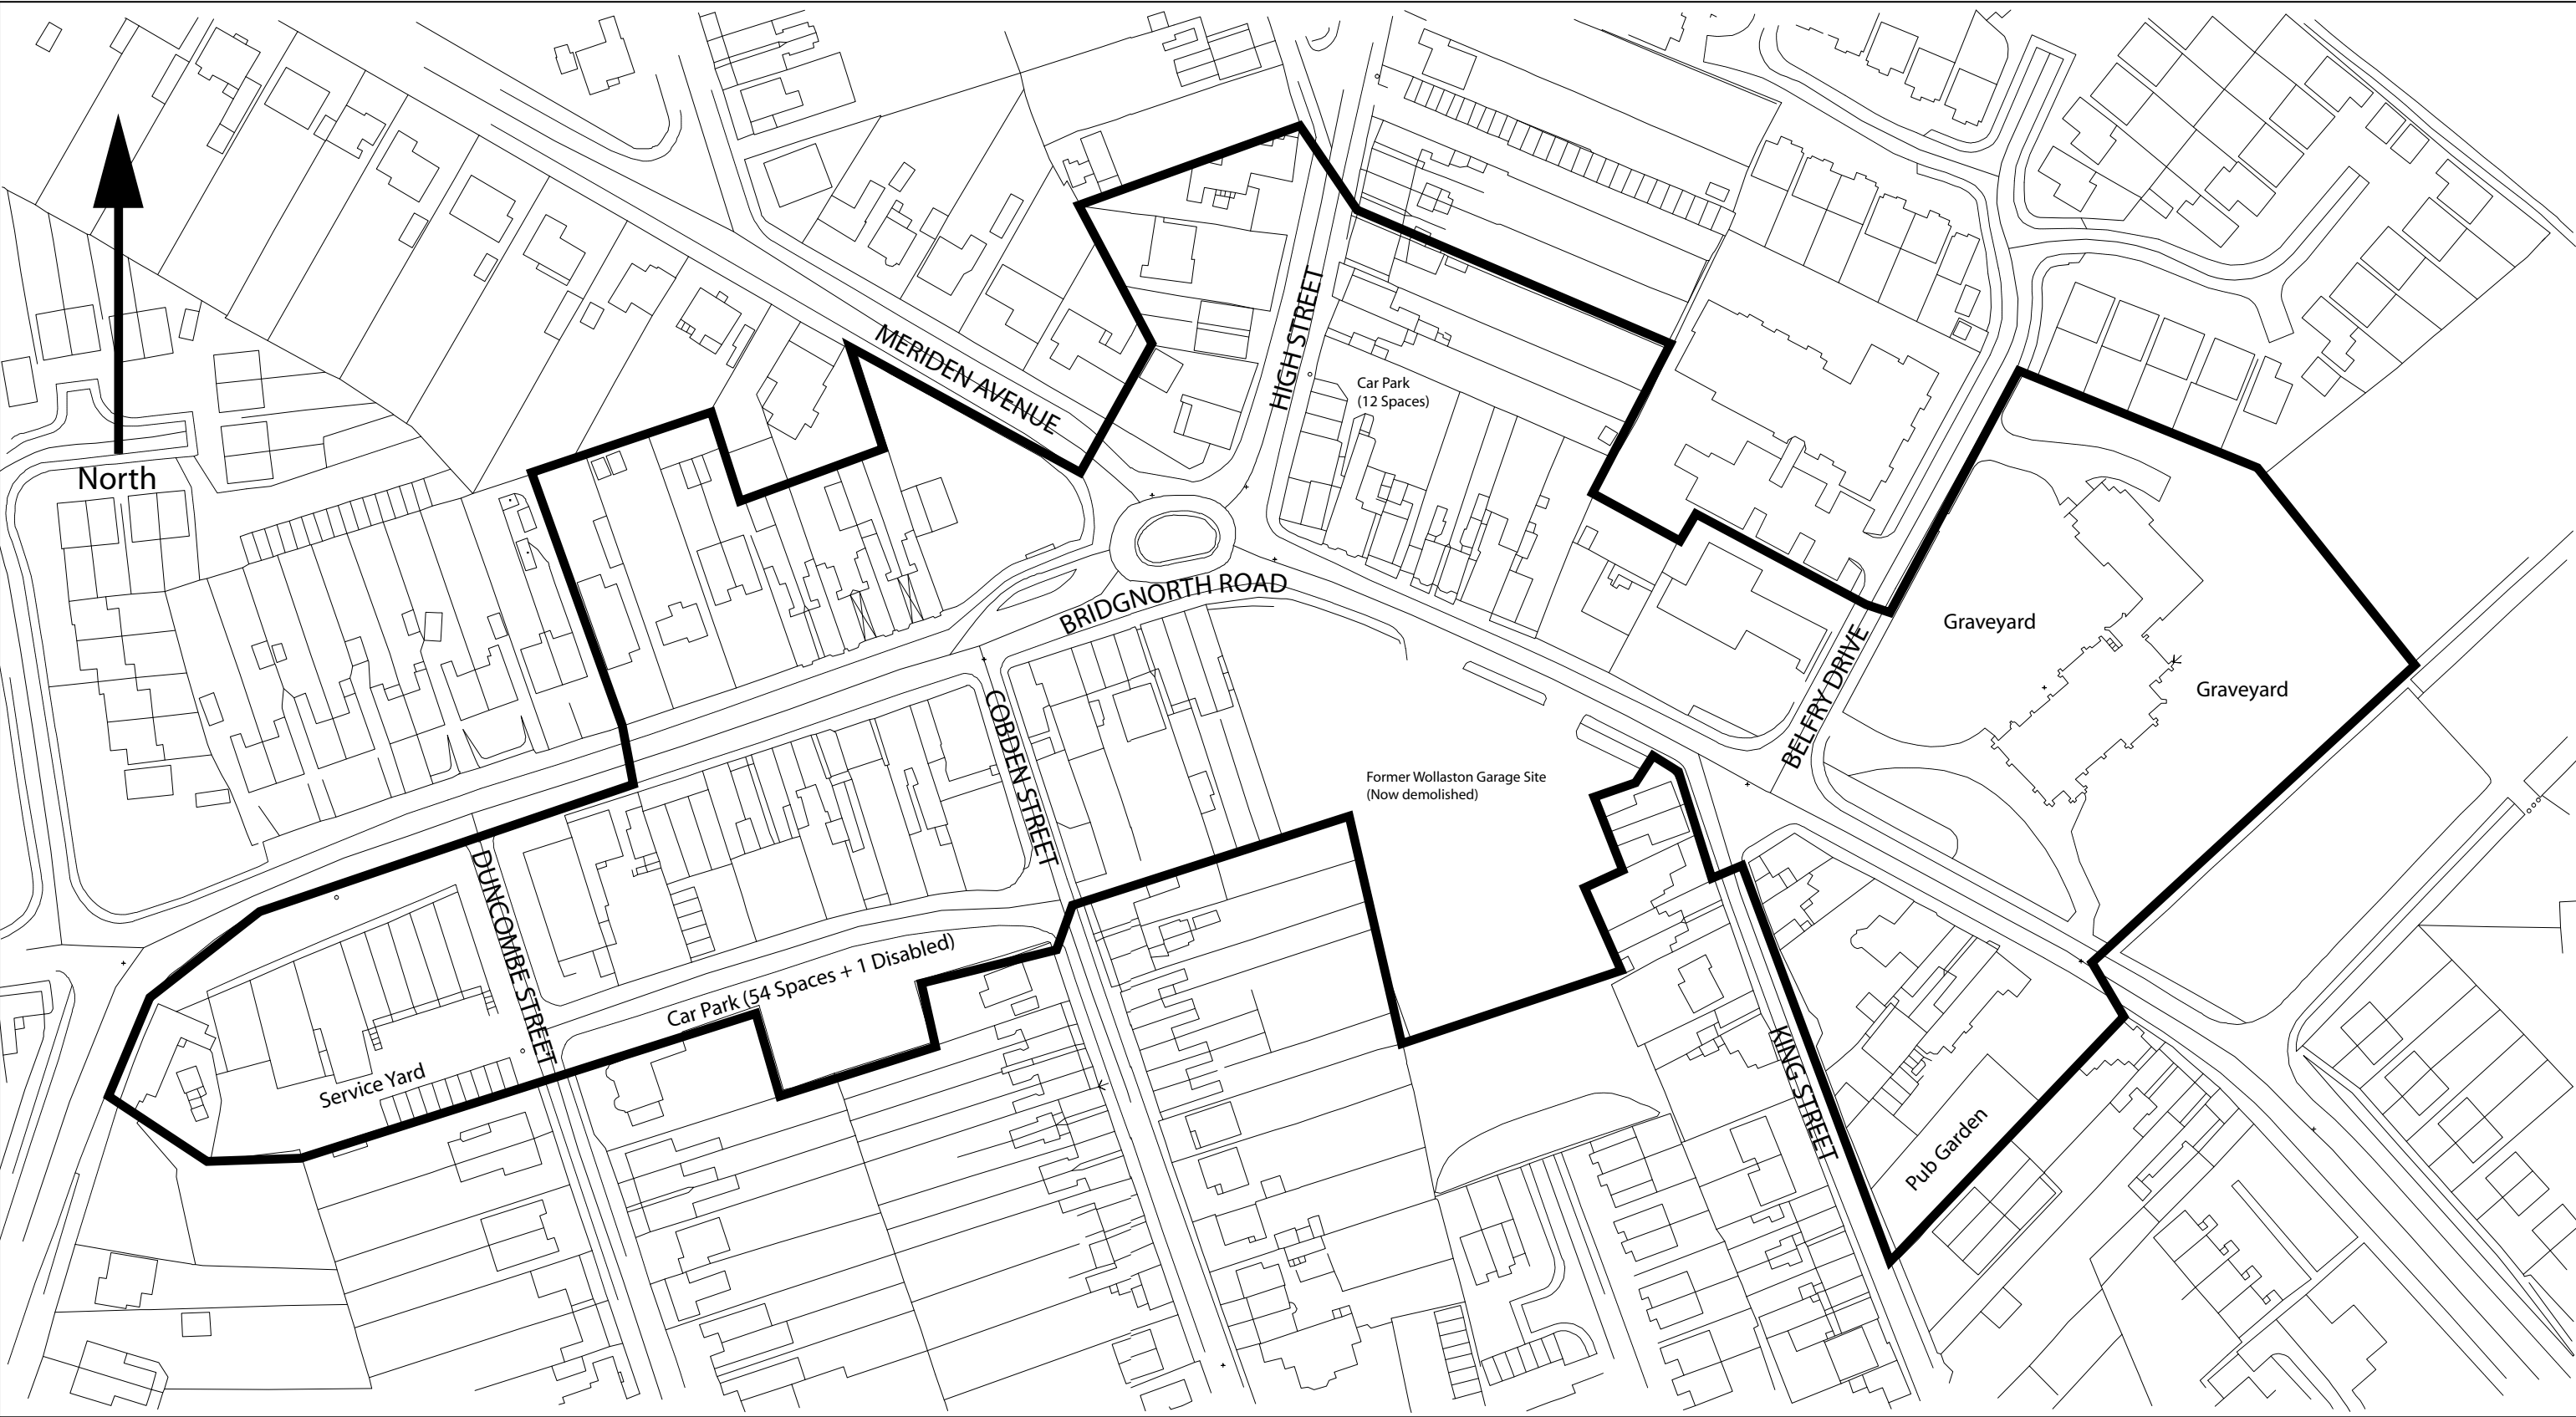 MERIDEN AVENUE
HIGH STREET
Car Park
(12 Spaces)
North
BRIDGNORTH ROAD
Graveyard
BELFRY DRIVE
Graveyard
COBDEN STREET
Former Wollaston Garage Site
(Now demolished)
DUNCOMBE STREET
Car Park (54 Spaces + 1 Disabled)
Service Yard
KING STREET
Pub Garden